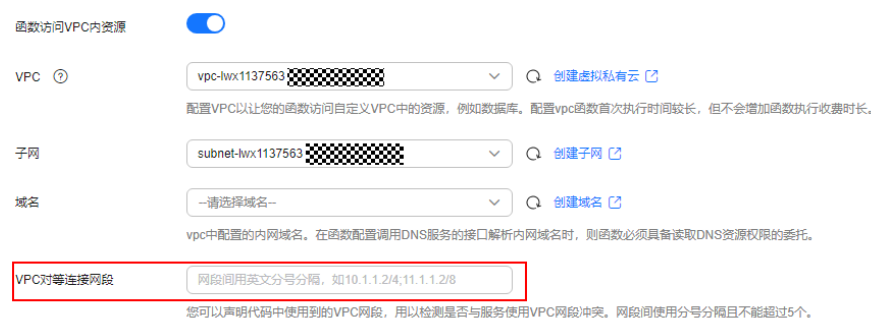 函数访问VPC内资源
VPC ? vpc-lwx1137563 创建虚拟私有云
配置VPC以让您的函数访问自定义VPC中的资源，例如数据库。配置vpc函数首次执行时间较长，但不会增加函数执行收费时长。
子网 subnet-lwx1137563 创建子网
域名 --请选择域名-- 创建域名
vpc中配置的内网域名。在函数配置调用DNS服务的接口解析内网域名时，则函数必须具备读取DNS资源权限的委托。
VPC对等连接网段 网段间用英文分号分隔，如10.1.1.2/4;11.1.1.2/8
您可以声明代码中使用到的VPC网段，用以检测是否与服务使用VPC网段冲突。网段间使用分号分隔且不能超过5个。